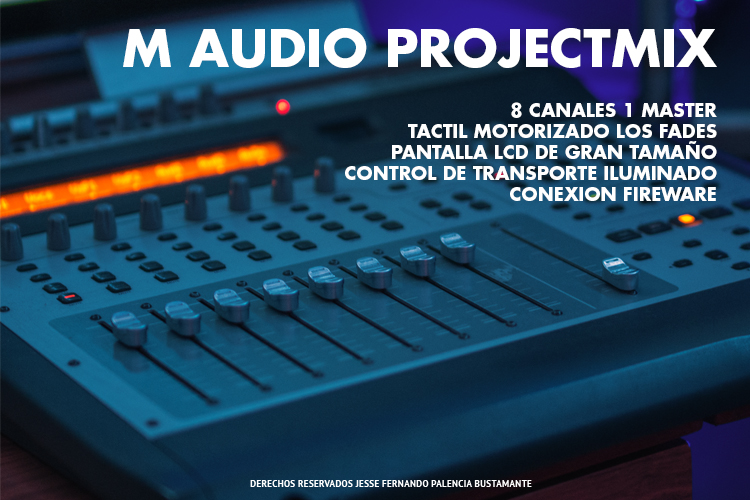 M AUDIO PROJECTMIX
8 CANALES 1 MASTER
TACTIL MOTORIZADO LOS FADES
PANTALLA LCD DE GRAN TAMAÑO
CONTROL DE TRANSPORTE ILUMINADO
CONEXION FIREWARE
DERECHOS RESERVADOS JESSE FERNANDO PALENCIA BUSTAMANTE